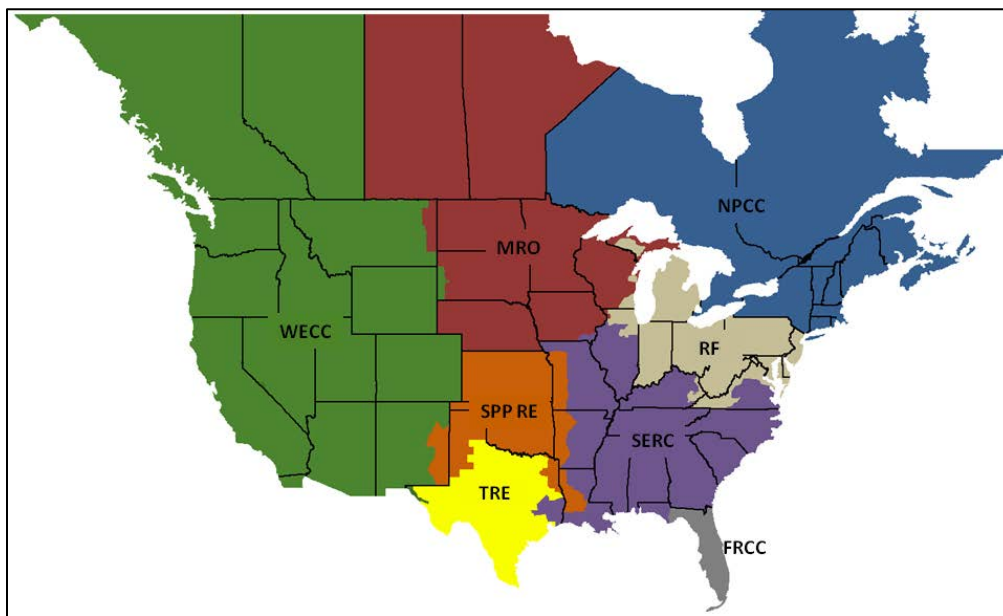 NPCC
MRO
WECC
RF
SPP RE
SERC
TRE
FRCC